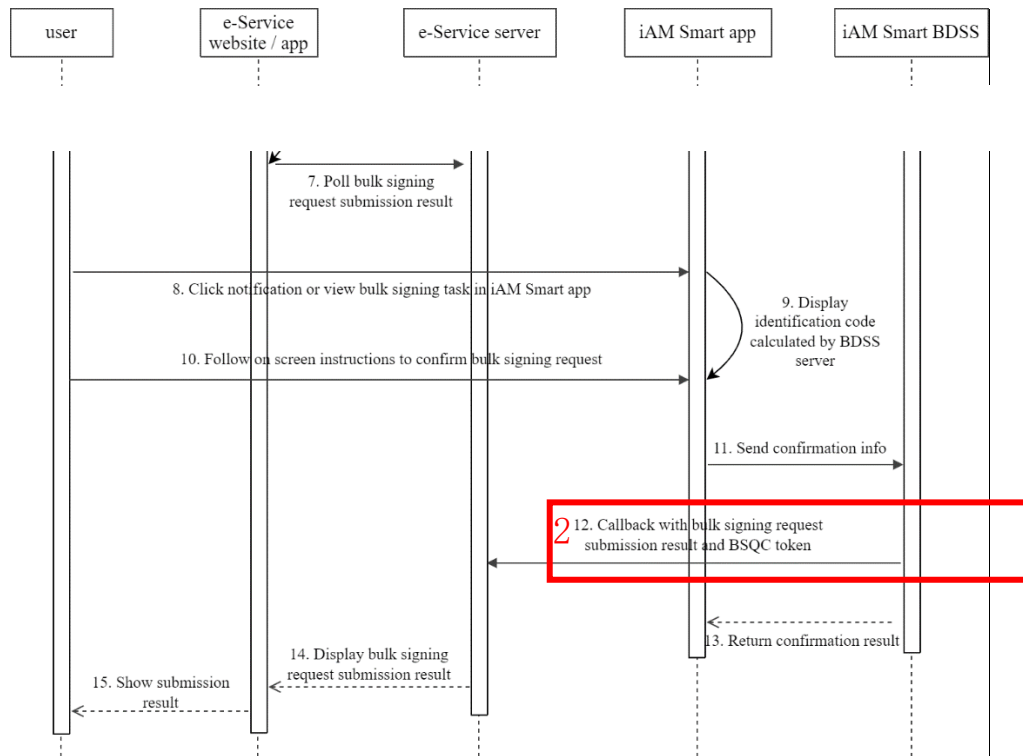 user
e-Service
website / app
e-Service server
iAM Smart app
iAM Smart BDSS
7. Poll bulk signing
request submission result
8. Click notification or view bulk signing task in iAM Smart app
9. Display
identification code
calculated by BDSS
server
10. Follow on screen instructions to confirm bulk signing request
11. Send confirmation info
2
12. Callback with bulk signing request
submission result and BSQC token
13. Return confirmation result
14. Display bulk signing
request submission result
15. Show submission
result